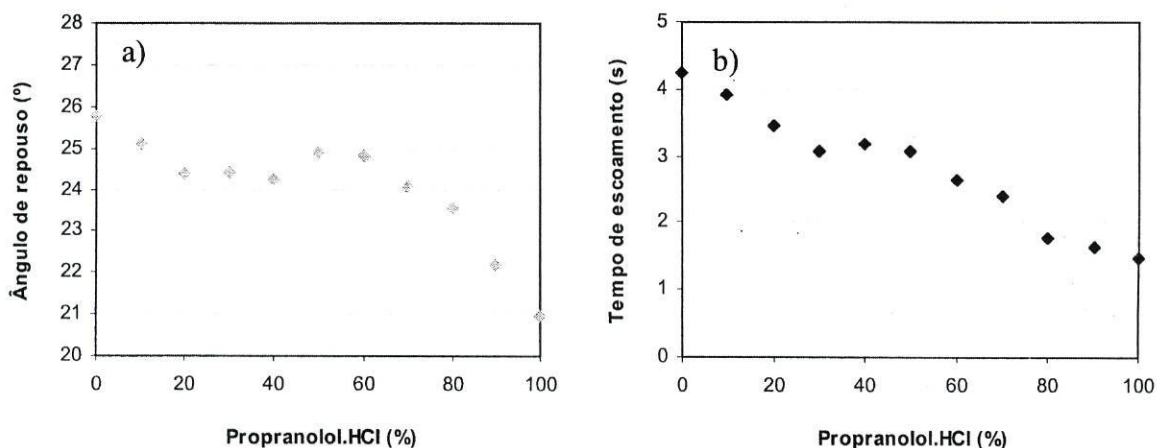 a)
28
27
26
25
24
23
22
21
20
Ângulo de repouso (º)
0 20 40 60 80 100
Propranolol.HCl (%)
b)
5
4
3
2
1
0
Tempo de escoamento (s)
0 20 40 60 80 100
Propranolol.HCl (%)